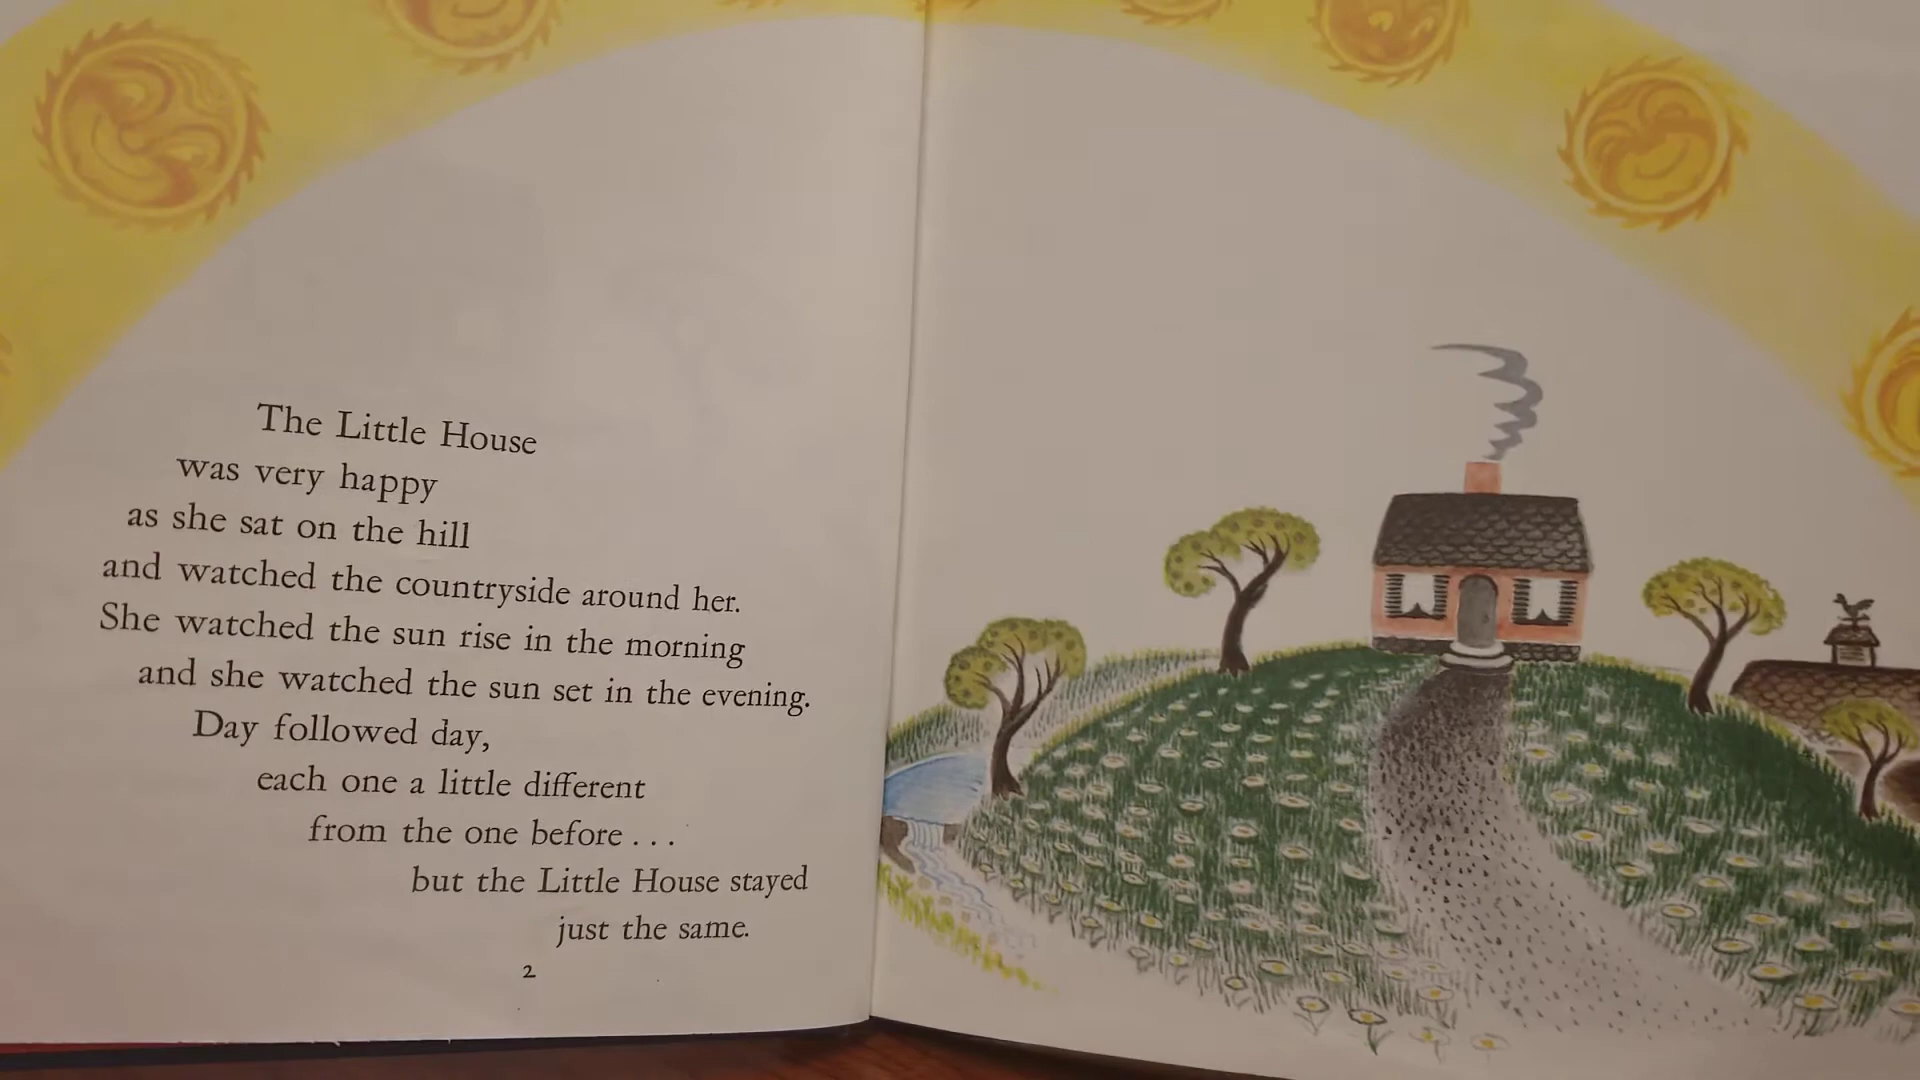 The Little House
was very happy
as she sat on the hill
and watched the countryside around her.
She watched the sun rise in the morning
and she watched the sun set in the evening.
Day followed day,
each one a little different
from the one before . . .
but the Little House stayed
just the same.
2